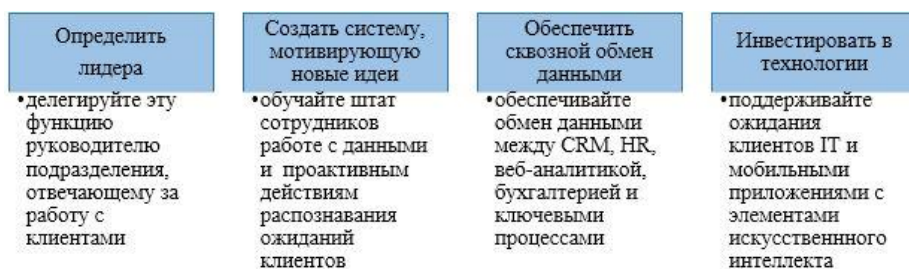 Определить
лидера
•делегируйте эту
функцию
руководителю
подразделения,
отвечающему за
работу с
клиентами
Создать систему,
мотивирующую
новые идеи
•обучайте штат
сотрудников
работе с данными
и проактивным
действиям
распознавания
ожиданий
клиентов
Обеспечить
сквозной обмен
данными
•обеспечивайте
обмен данными
между CRM, HR,
веб-аналитикой,
бухгалтерией и
ключевыми
процессами
Инвестировать в
технологии
•поддерживайте
ожидания
клиентов IT и
мобильными
приложениями с
элементами
искусственнного
интеллекта